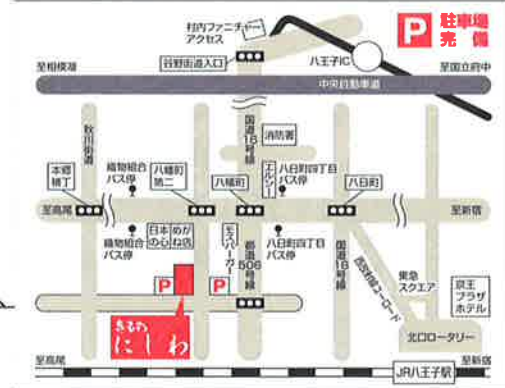 村内ファニチャー
アクセス
P 駐車場
完備
谷野街道入口
八王子IC
至相模湖
至国立府中
中央自動車道
秋川街道
国道16号線
消防署
織物組合
バス停
エルシー
八日町四丁目
バス停
本郷
横丁
八幡町
第二
八幡町
八日町
至高尾
至新宿
織物組合
バス停
日本
の心
めが
ね店
モスバーガー
都道506号線
八日町四丁目
バス停
国道16号線
西放射線ユーロード
東急
スクエア
京王
プラザ
ホテル
P
P
きもの
にしわ
北口ロータリー
至高尾
至新宿
JR八王子駅